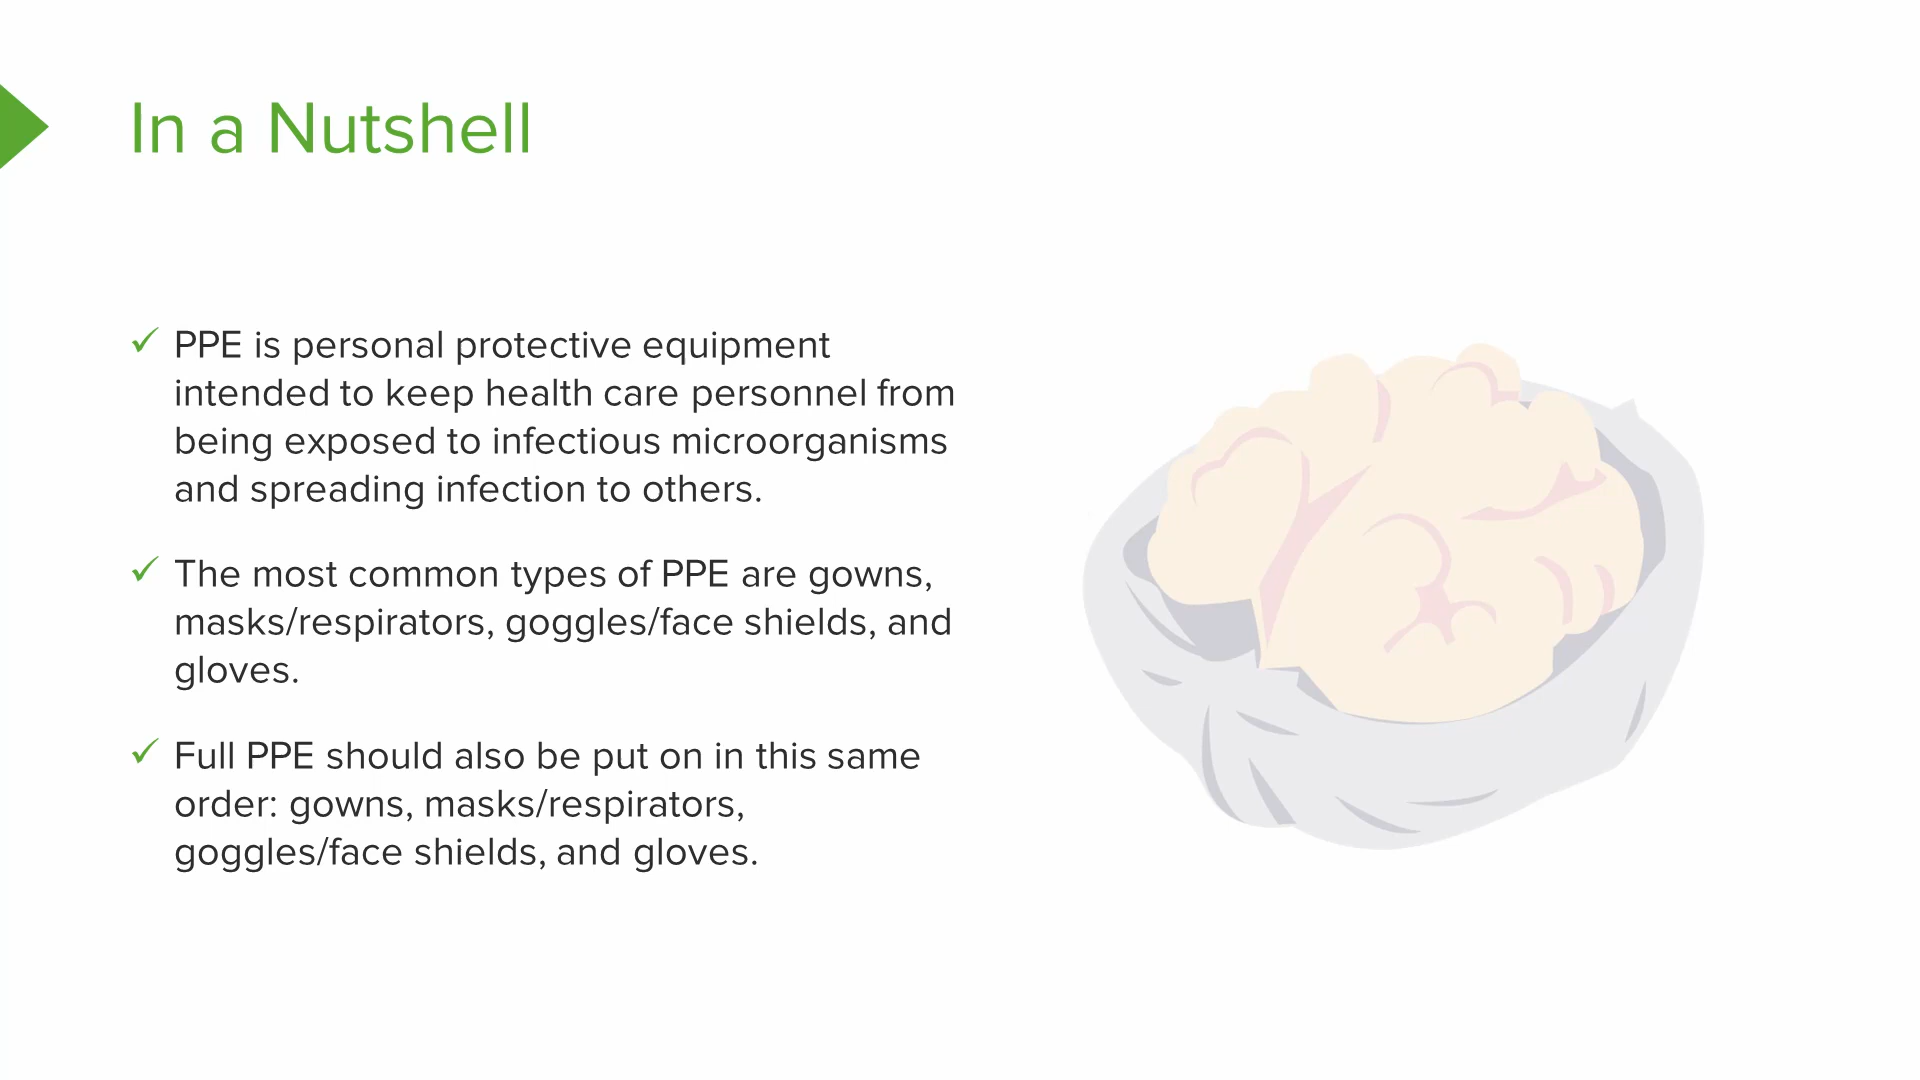 In a Nutshell
PPE is personal protective equipment
intended to keep health care personnel from
being exposed to infectious microorganisms
and spreading infection to others.
The most common types of PPE are gowns,
masks/respirators, goggles/face shields, and
gloves.
Full PPE should also be put on in this same
order: gowns, masks/respirators,
goggles/face shields, and gloves.